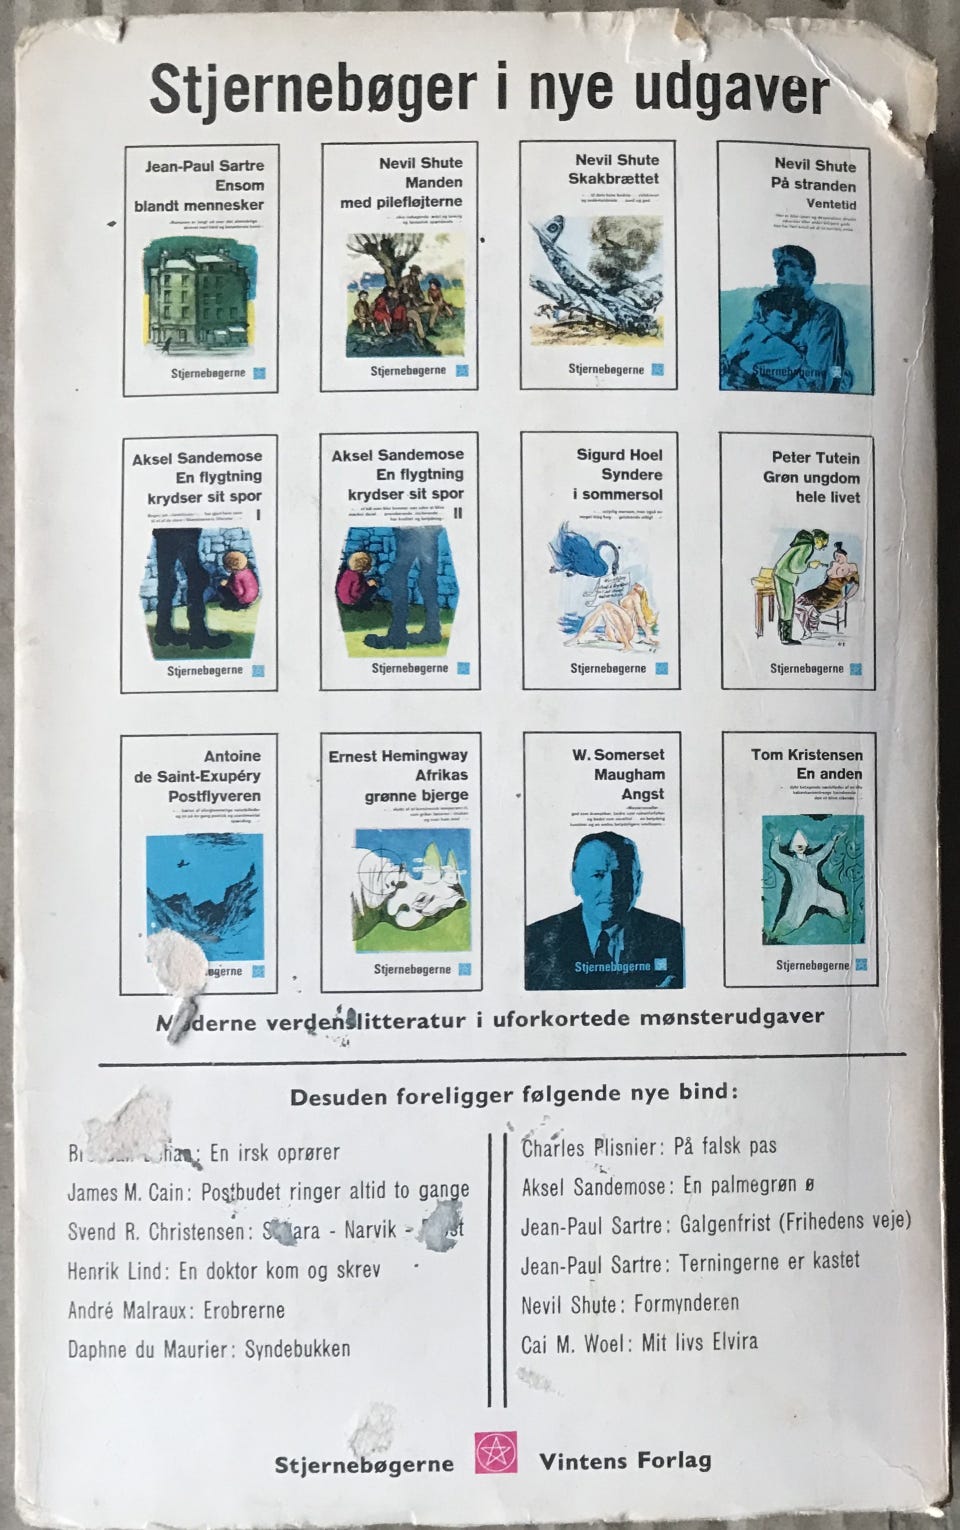 Stjernebøger i nye udgaver
Jean-Paul Sartre
Ensom
blandt mennesker
Stjernebøgerne
Nevil Shute
Manden
med pilefløjterne
Stjernebøgerne
Nevil Shute
Skakbrættet
Stjernebøgerne
Nevil Shute
På stranden
Ventetid
Stjernebøgerne
Aksel Sandemose
En flygtning
krydser sit spor
I
Stjernebøgerne
Aksel Sandemose
En flygtning
krydser sit spor
II
Stjernebøgerne
Sigurd Hoel
Syndere
i sommersol
Stjernebøgerne
Peter Tutein
Grøn ungdom
hele livet
Stjernebøgerne
Antoine
de Saint-Exupéry
Postflyveren
Ernest Hemingway
Afrikas
grønne bjerge
Stjernebøgerne
W. Somerset
Maugham
Angst
Stjernebøgerne
Tom Kristensen
En anden
Stjernebøgerne
Moderne verdenslitteratur i uforkortede mønsterudgaver
Desuden foreligger følgende nye bind:
En irsk oprører
James M. Cain: Postbudet ringer altid to gange
Svend R. Christensen: - Narvik -
Henrik Lind: En doktor kom og skrev
André Malraux: Erobrerne
Daphne du Maurier: Syndebukken
Charles Plisnier: På falsk pas
Aksel Sandemose: En palmegrøn ø
Jean-Paul Sartre: Galgenfrist (Frihedens veje)
Jean-Paul Sartre: Terningerne er kastet
Nevil Shute: Formynderen
Cai M. Woel: Mit livs Elvira
Stjernebøgerne Vintens Forlag